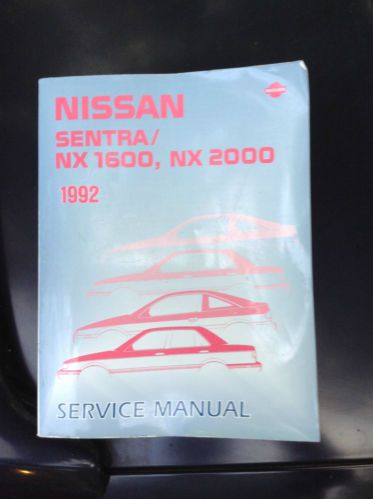 NISSAN
SENTRA/
NX 1600, NX 2000
1992
SERVICE MANUAL